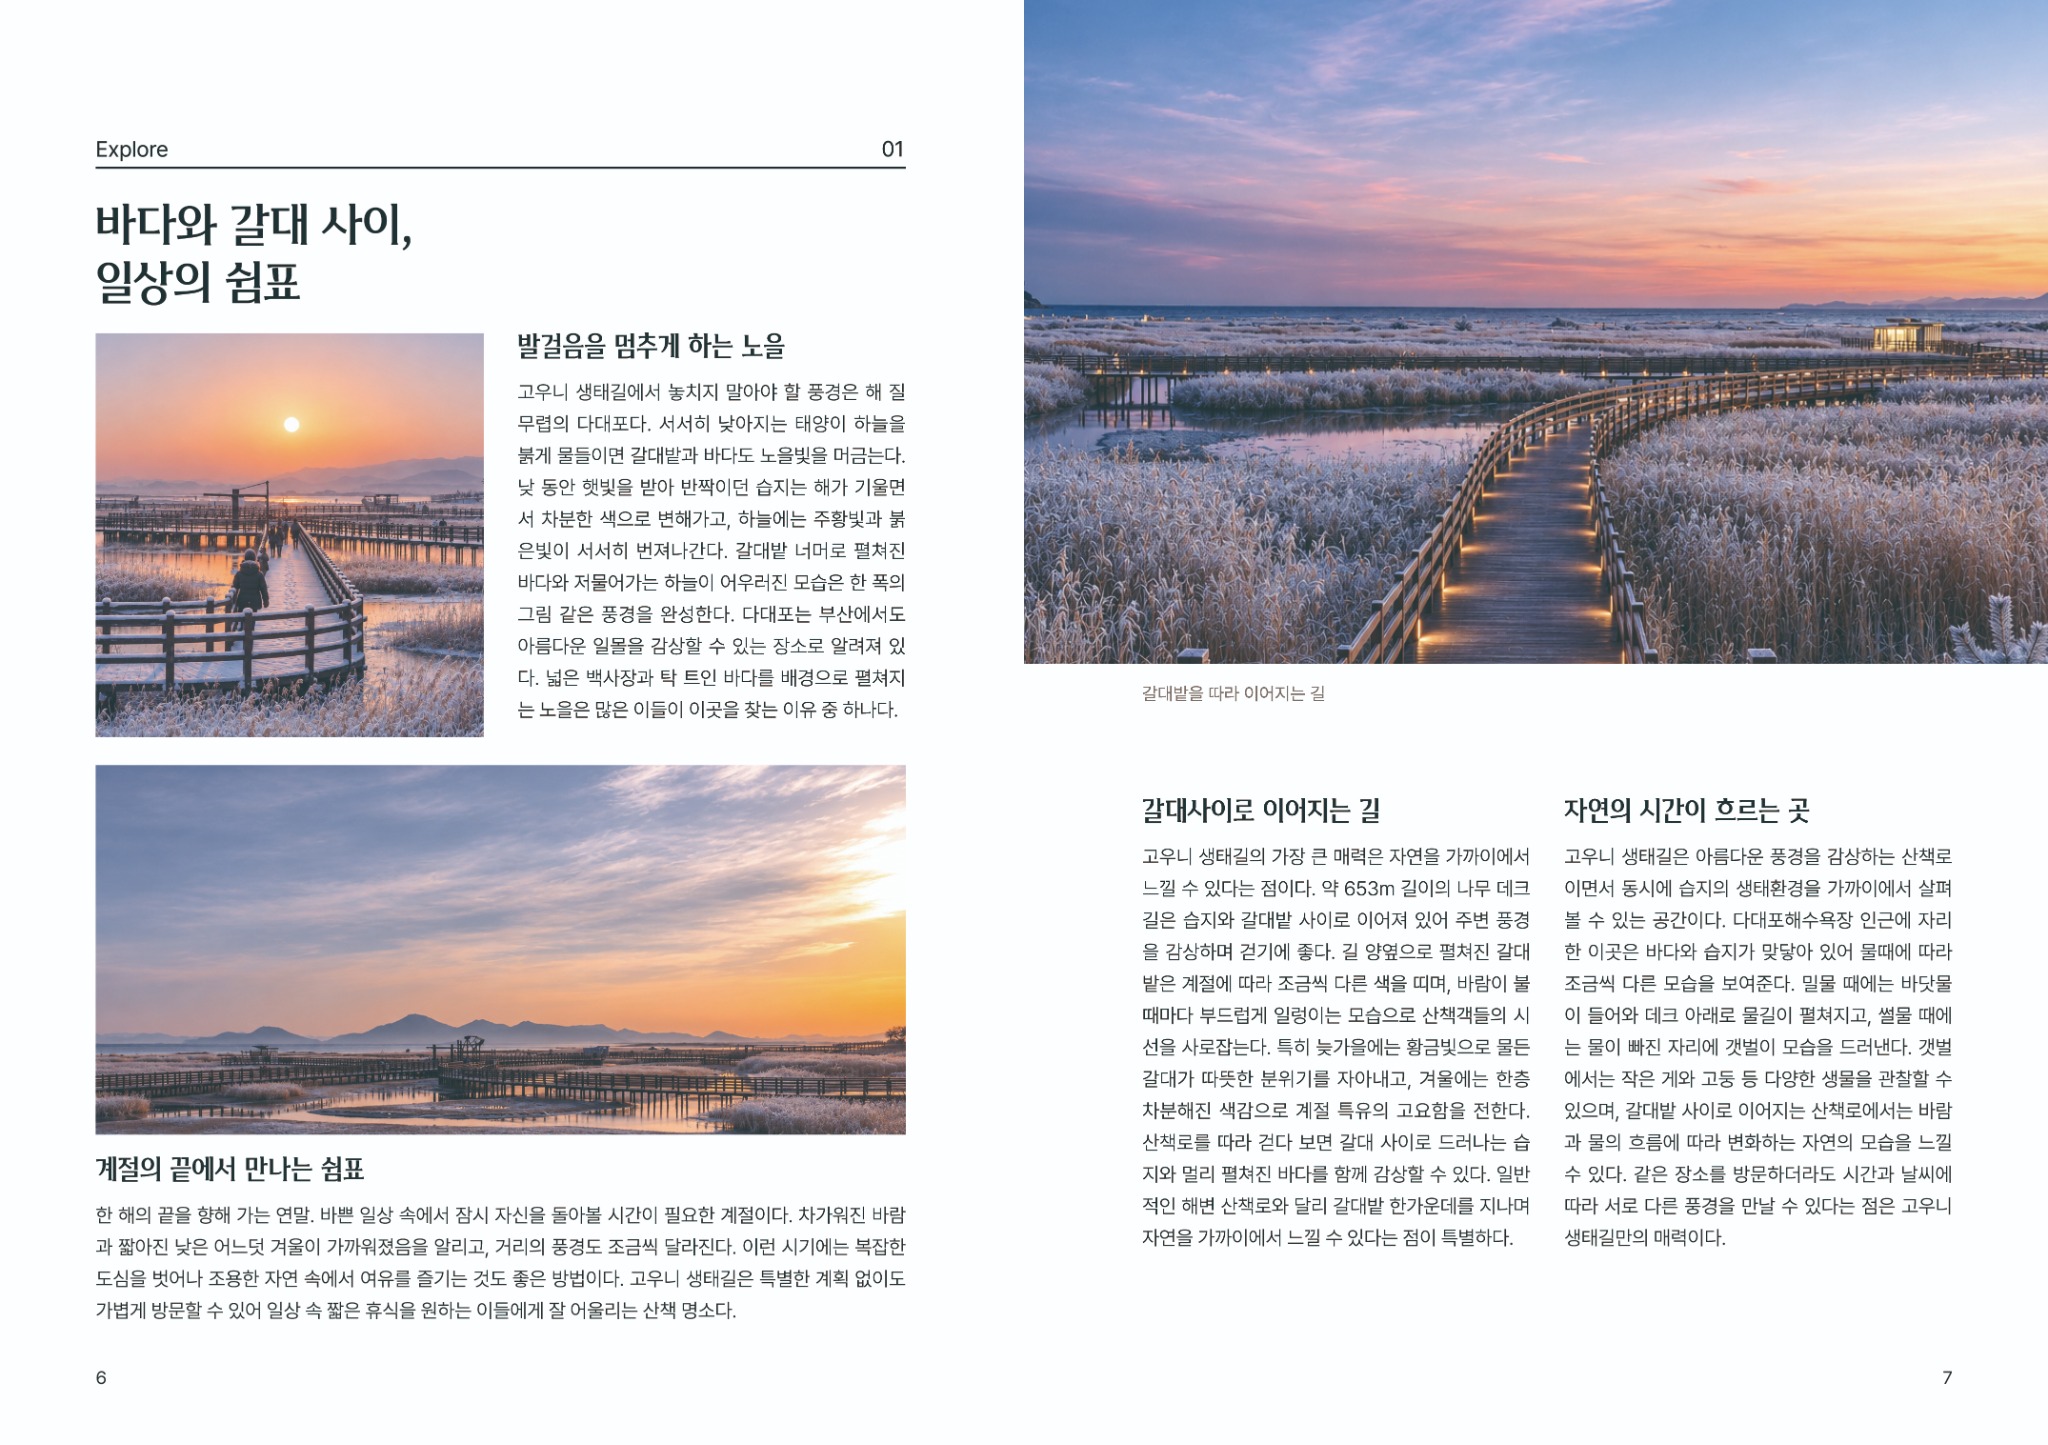 Explore
01
바다와 갈대 사이,
일상의 쉼표
발걸음을 멈추게 하는 노을
고우니 생태길에서 놓치지 말아야 할 풍경은 해 질
무렵의 다대포다. 서서히 낮아지는 태양이 하늘을
붉게 물들이면 갈대밭과 바다도 노을빛을 머금는다.
낮 동안 햇빛을 받아 반짝이던 습지는 해가 기울면
서 차분한 색으로 변해가고, 하늘에는 주황빛과 붉
은빛이 서서히 번져나간다. 갈대밭 너머로 펼쳐진
바다와 저물어가는 하늘이 어우러진 모습은 한 폭의
그림 같은 풍경을 완성한다. 다대포는 부산에서도
아름다운 일몰을 감상할 수 있는 장소로 알려져 있
다. 넓은 백사장과 탁 트인 바다를 배경으로 펼쳐지
는 노을은 많은 이들이 이곳을 찾는 이유 중 하나다.
계절의 끝에서 만나는 쉼표
한 해의 끝을 향해 가는 연말. 바쁜 일상 속에서 잠시 자신을 돌아볼 시간이 필요한 계절이다. 차가워진 바람
과 짧아진 낮은 어느덧 겨울이 가까워졌음을 알리고, 거리의 풍경도 조금씩 달라진다. 이런 시기에는 복잡한
도심을 벗어나 조용한 자연 속에서 여유를 즐기는 것도 좋은 방법이다. 고우니 생태길은 특별한 계획 없이도
가볍게 방문할 수 있어 일상 속 짧은 휴식을 원하는 이들에게 잘 어울리는 산책 명소다.
6
갈대밭을 따라 이어지는 길
갈대사이로 이어지는 길
고우니 생태길의 가장 큰 매력은 자연을 가까이에서
느낄 수 있다는 점이다. 약 653m 길이의 나무 데크
길은 습지와 갈대밭 사이로 이어져 있어 주변 풍경
을 감상하며 걷기에 좋다. 길 양옆으로 펼쳐진 갈대
밭은 계절에 따라 조금씩 다른 색을 띠며, 바람이 불
때마다 부드럽게 일렁이는 모습으로 산책객들의 시
선을 사로잡는다. 특히 늦가을에는 황금빛으로 물든
갈대가 따뜻한 분위기를 자아내고, 겨울에는 한층
차분해진 색감으로 계절 특유의 고요함을 전한다.
산책로를 따라 걷다 보면 갈대 사이로 드러나는 습
지와 멀리 펼쳐진 바다를 함께 감상할 수 있다. 일반
적인 해변 산책로와 달리 갈대밭 한가운데를 지나며
자연을 가까이에서 느낄 수 있다는 점이 특별하다.
자연의 시간이 흐르는 곳
고우니 생태길은 아름다운 풍경을 감상하는 산책로
이면서 동시에 습지의 생태환경을 가까이에서 살펴
볼 수 있는 공간이다. 다대포해수욕장 인근에 자리
한 이곳은 바다와 습지가 맞닿아 있어 물때에 따라
조금씩 다른 모습을 보여준다. 밀물 때에는 바닷물
이 들어와 데크 아래로 물길이 펼쳐지고, 썰물 때에
는 물이 빠진 자리에 갯벌이 모습을 드러낸다. 갯벌
에서는 작은 게와 고둥 등 다양한 생물을 관찰할 수
있으며, 갈대밭 사이로 이어지는 산책로에서는 바람
과 물의 흐름에 따라 변화하는 자연의 모습을 느낄
수 있다. 같은 장소를 방문하더라도 시간과 날씨에
따라 서로 다른 풍경을 만날 수 있다는 점은 고우니
생태길만의 매력이다.
7